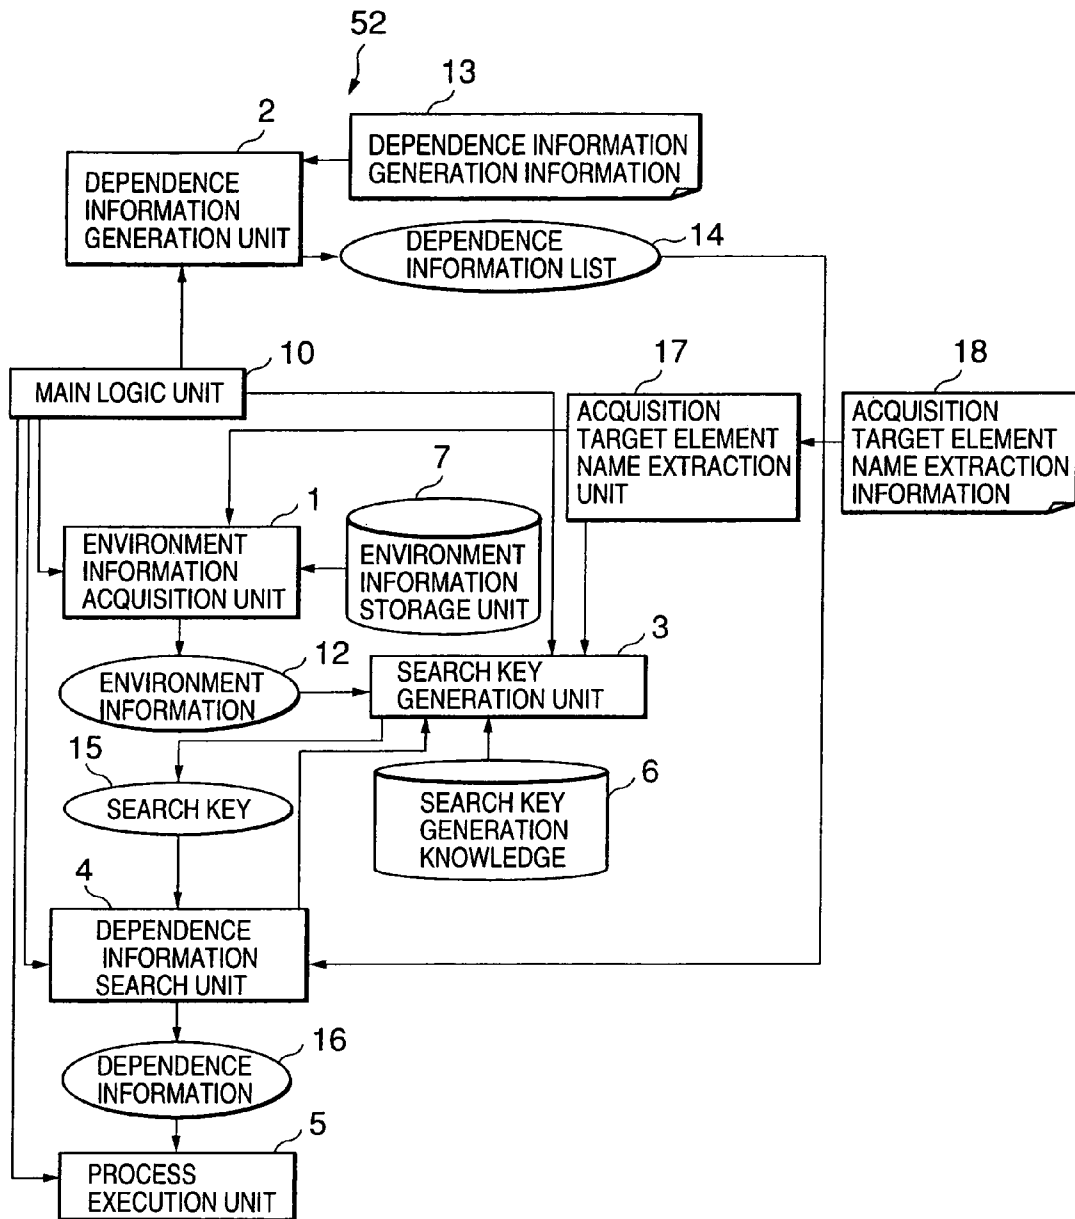 52
13
DEPENDENCE INFORMATION
GENERATION INFORMATION
2
DEPENDENCE
INFORMATION
GENERATION UNIT
14
DEPENDENCE
INFORMATION LIST
10
MAIN LOGIC UNIT
17
ACQUISITION
TARGET ELEMENT
NAME EXTRACTION
UNIT
18
ACQUISITION
TARGET ELEMENT
NAME EXTRACTION
INFORMATION
7
ENVIRONMENT
INFORMATION
STORAGE UNIT
1
ENVIRONMENT
INFORMATION
ACQUISITION UNIT
12
ENVIRONMENT
INFORMATION
3
SEARCH KEY
GENERATION UNIT
15
SEARCH KEY
6
SEARCH KEY
GENERATION
KNOWLEDGE
4
DEPENDENCE
INFORMATION
SEARCH UNIT
16
DEPENDENCE
INFORMATION
5
PROCESS
EXECUTION UNIT